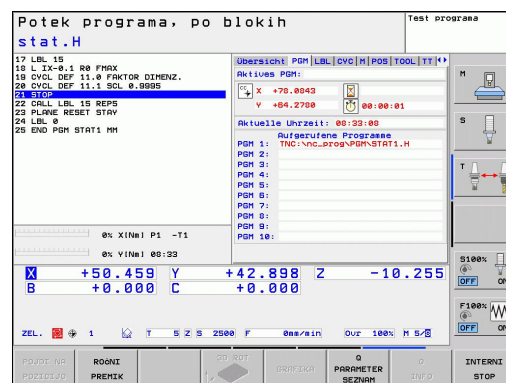 Potek programa, po blokih
stat.H
Test programa
17 LBL 15
18 L IX-0.1 R0 FMAX
19 CYCL DEF 11.0 FAKTOR DIMENZ.
20 CYCL DEF 11.1 SCL 0.9995
21 STOP
22 CALL LBL 15 REP5
23 PLANE RESET STAY
24 LBL 0
25 END PGM STAT1 MM
Übersicht PGM LBL CYC M POS TOOL TT
Aktives PGM:
CC X +78.0843
Y +64.2780 00:00:01
Aktuelle Uhrzeit: 08:33:08
Aufgerufene Programme
PGM 1: TNC:\nc_prog\PGM\STAT1.H
PGM 2:
PGM 3:
PGM 4:
PGM 5:
PGM 6:
PGM 7:
PGM 8:
PGM 9:
PGM 10:
0% X[Nm] P1 -T1
0% Y[Nm] 08:33
X +50.459 Y +42.898 Z -10.255
B +0.000 C +0.000
ZEL. 1 T 5 Z S 2500 F 0mm/min Ovr 100% M 5/8
M
S
T
S100%
OFF ON
F100%
OFF ON
POJDI NA POZICIJO
ROČNI PREMIK
3D ROT
GRAFIKA
Q PARAMETER SEZNAM
Q INFO
INTERNI STOP